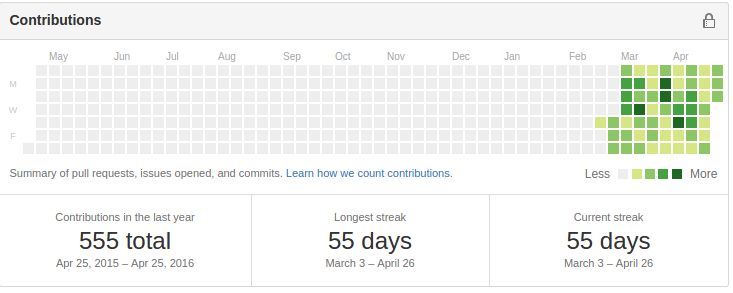 Contributions
May Jun Jul Aug Sep Oct Nov Dec Jan Feb Mar Apr
M
W
F
Summary of pull requests, issues opened, and commits. Learn how we count contributions.
Less More
Contributions in the last year
555 total
Apr 25, 2015 – Apr 25, 2016
Longest streak
55 days
March 3 – April 26
Current streak
55 days
March 3 – April 26